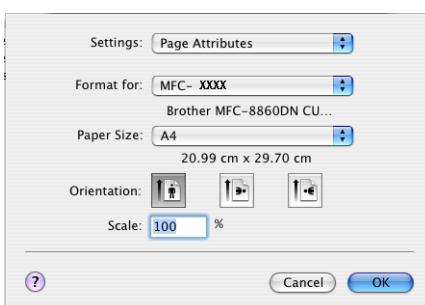 Settings: Page Attributes
Format for: MFC- XXXX
Brother MFC-8860DN CU...
Paper Size: A4
20.99 cm x 29.70 cm
Orientation:
Scale: 100 %
? Cancel OK